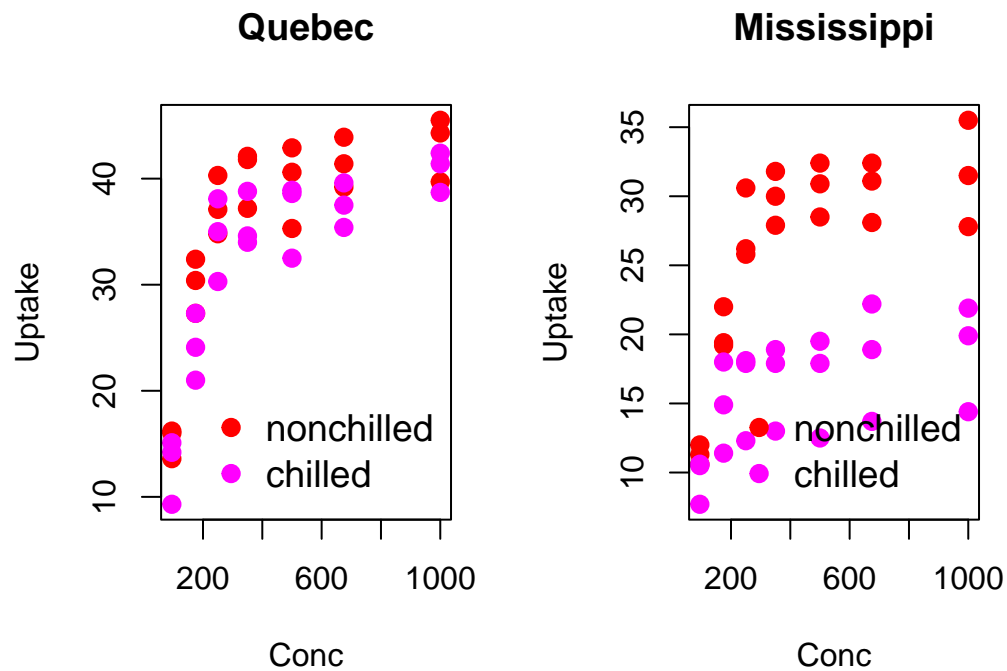 Quebec
Uptake
40
30
20
10
nonchilled
chilled
200 600 1000
Conc
Mississippi
Uptake
35
30
25
20
15
10
nonchilled
chilled
200 600 1000
Conc